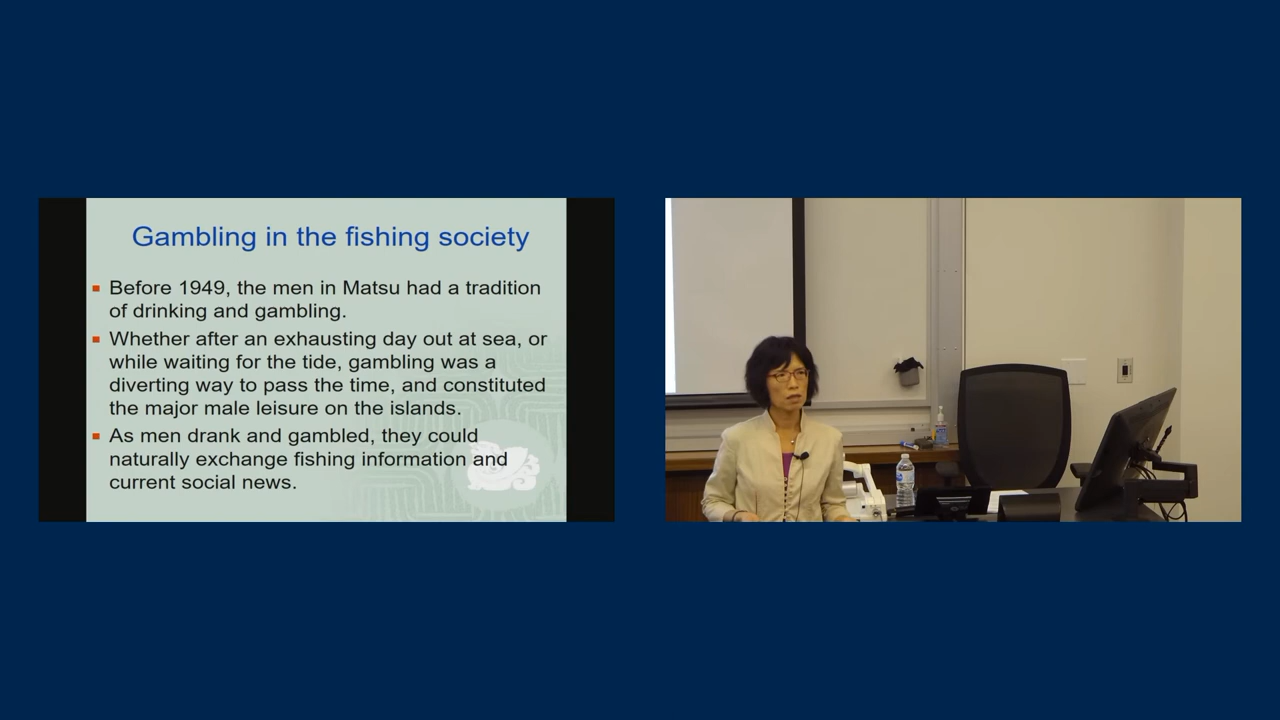 Gambling in the fishing society
Before 1949, the men in Matsu had a tradition
of drinking and gambling.
Whether after an exhausting day out at sea, or
while waiting for the tide, gambling was a
diverting way to pass the time, and constituted
the major male leisure on the islands.
As men drank and gambled, they could
naturally exchange fishing information and
current social news.